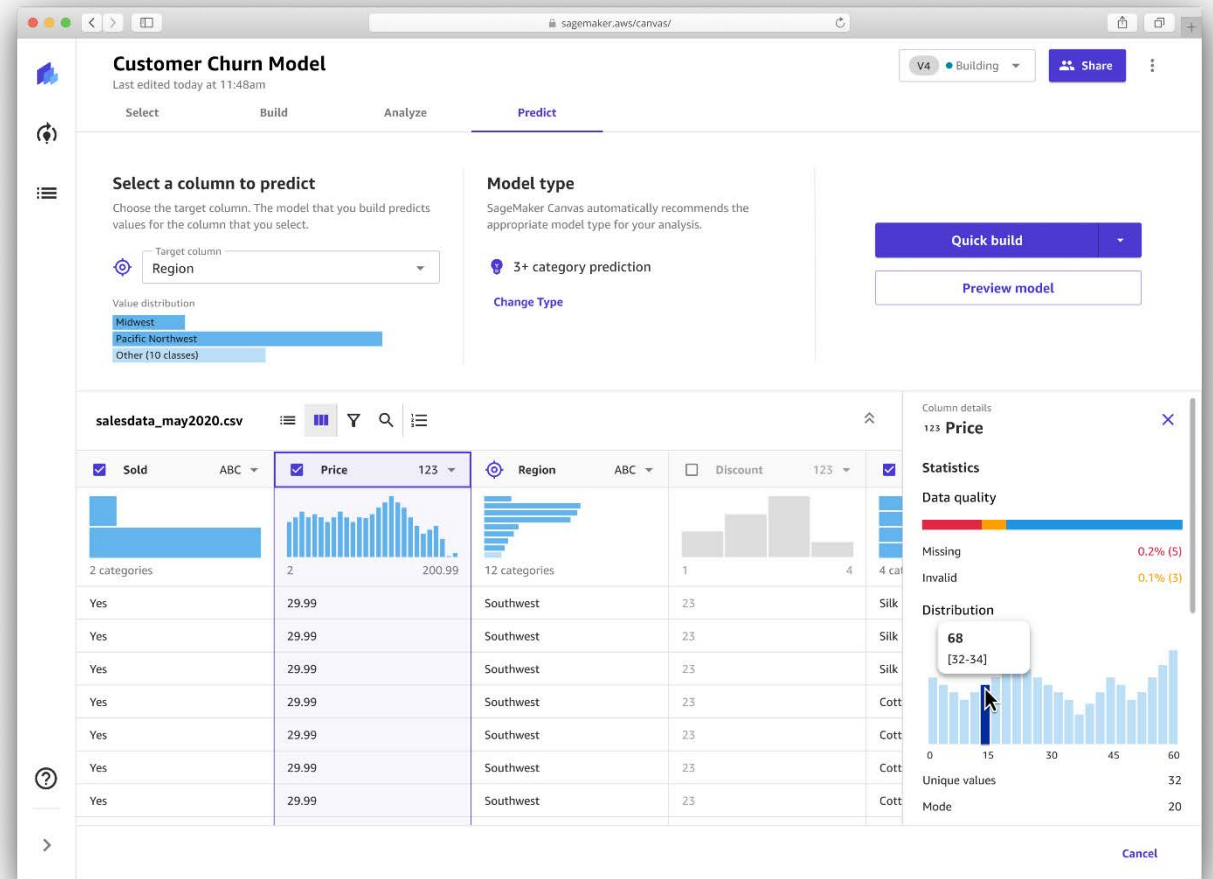 sagemaker.aws/canvas/
Customer Churn Model
Last edited today at 11:48am
V4 Building
Share
Select Build Analyze Predict
Select a column to predict
Choose the target column. The model that you build predicts
values for the column that you select.
Target column
Region
Value distribution
Midwest
Pacific Northwest
Other (10 classes)
Model type
SageMaker Canvas automatically recommends the
appropriate model type for your analysis.
3+ category prediction
Change Type
Quick build
Preview model
salesdata_may2020.csv
Sold ABC Price 123 Region ABC Discount 123
2 categories 2 200.99 12 categories 1 4 4 cat
Yes 29.99 Southwest 23 Silk
Yes 29.99 Southwest 23 Silk
Yes 29.99 Southwest 23 Silk
Yes 29.99 Southwest 23 Cott
Yes 29.99 Southwest 23 Cott
Yes 29.99 Southwest 23 Cott
Yes 29.99 Southwest 23 Cott
Column details
123 Price
Statistics
Data quality
Missing 0.2% (5)
Invalid 0.1% (3)
Distribution
68
[32-34]
0 15 30 45 60
Unique values 32
Mode 20
Cancel